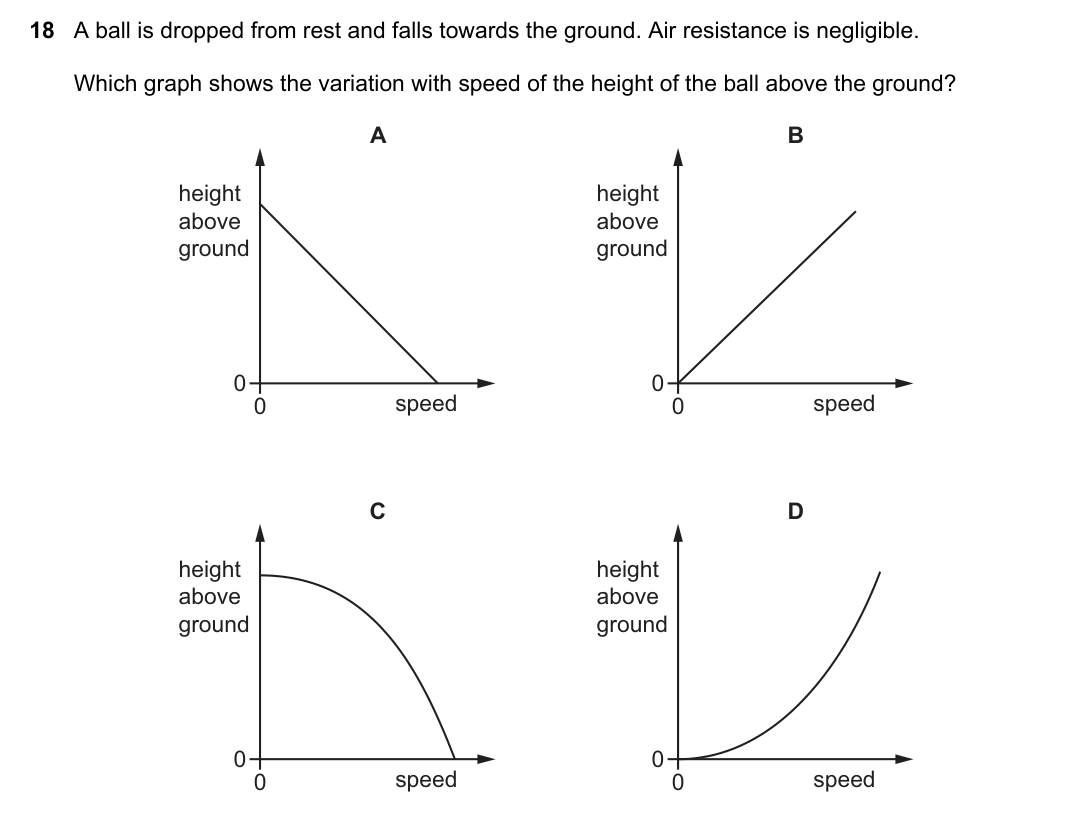 18 A ball is dropped from rest and falls towards the ground. Air resistance is negligible.
Which graph shows the variation with speed of the height of the ball above the ground?
A
height
above
ground
0
0
speed
B
height
above
ground
0
0
speed
C
height
above
ground
0
0
speed
D
height
above
ground
0
0
speed